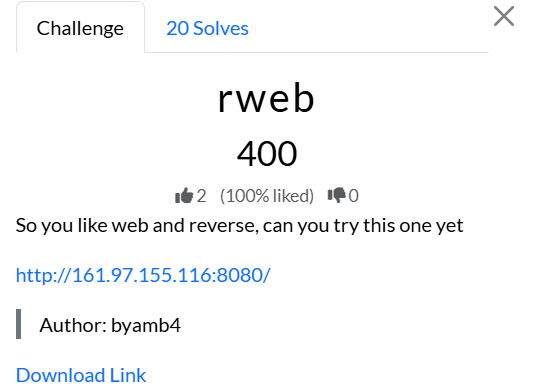 Challenge
20 Solves
rweb
400
2 (100% liked) 0
So you like web and reverse, can you try this one yet
http://161.97.155.116:8080/
Author: byamb4
Download Link